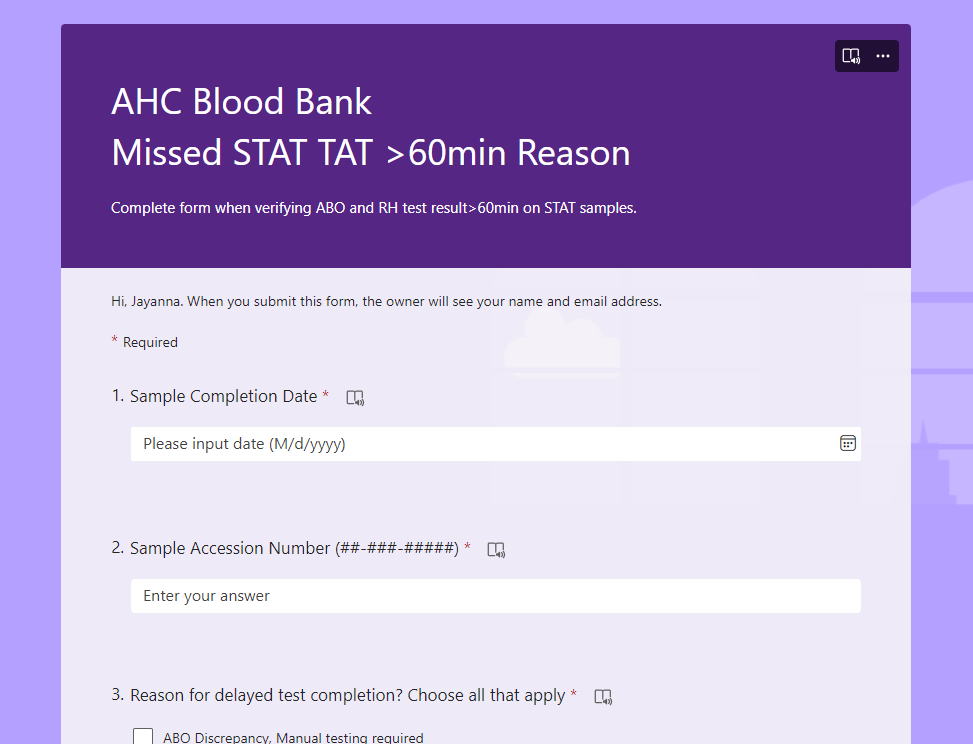 AHC Blood Bank
Missed STAT TAT >60min Reason
Complete form when verifying ABO and RH test result>60min on STAT samples.
Hi, Jayanna. When you submit this form, the owner will see your name and email address.
* Required
1. Sample Completion Date *
Please input date (M/d/yyyy)
2. Sample Accession Number (##-###-#####) *
Enter your answer
3. Reason for delayed test completion? Choose all that apply *
ABO Discrepancy, Manual testing required